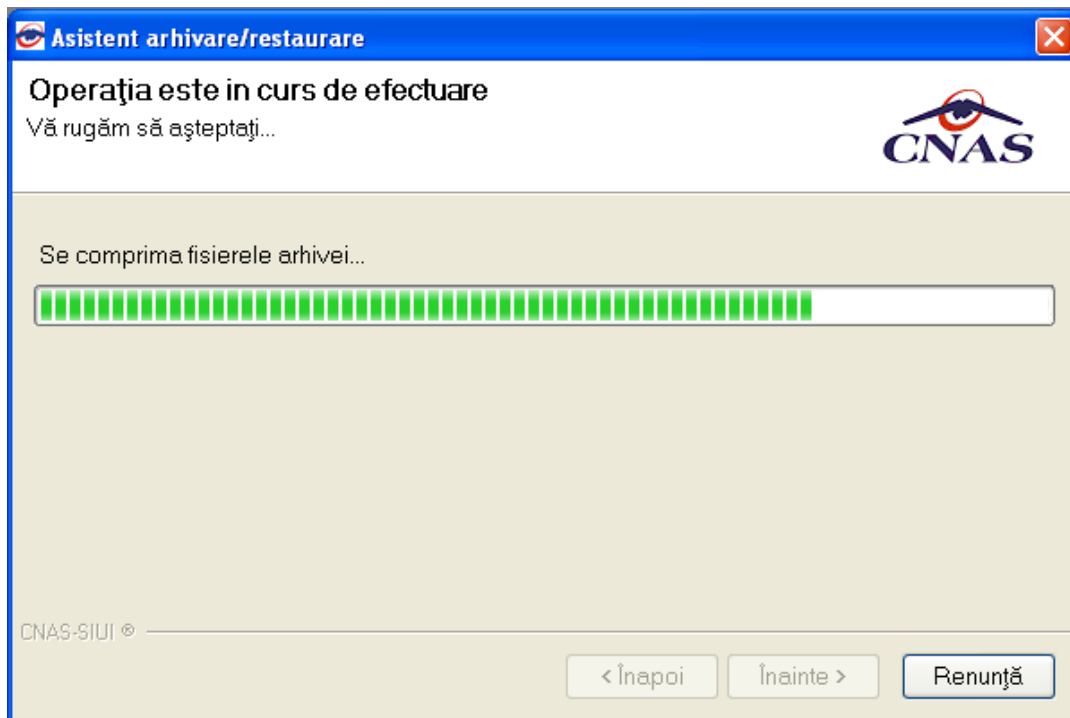 Asistent arhivare/restaurare
Operaţia este in curs de efectuare
Vă rugăm să aşteptaţi...
CNAS
Se comprima fisierele arhivei...
CNAS-SIUI ®
< Înapoi
Înainte >
Renunţă